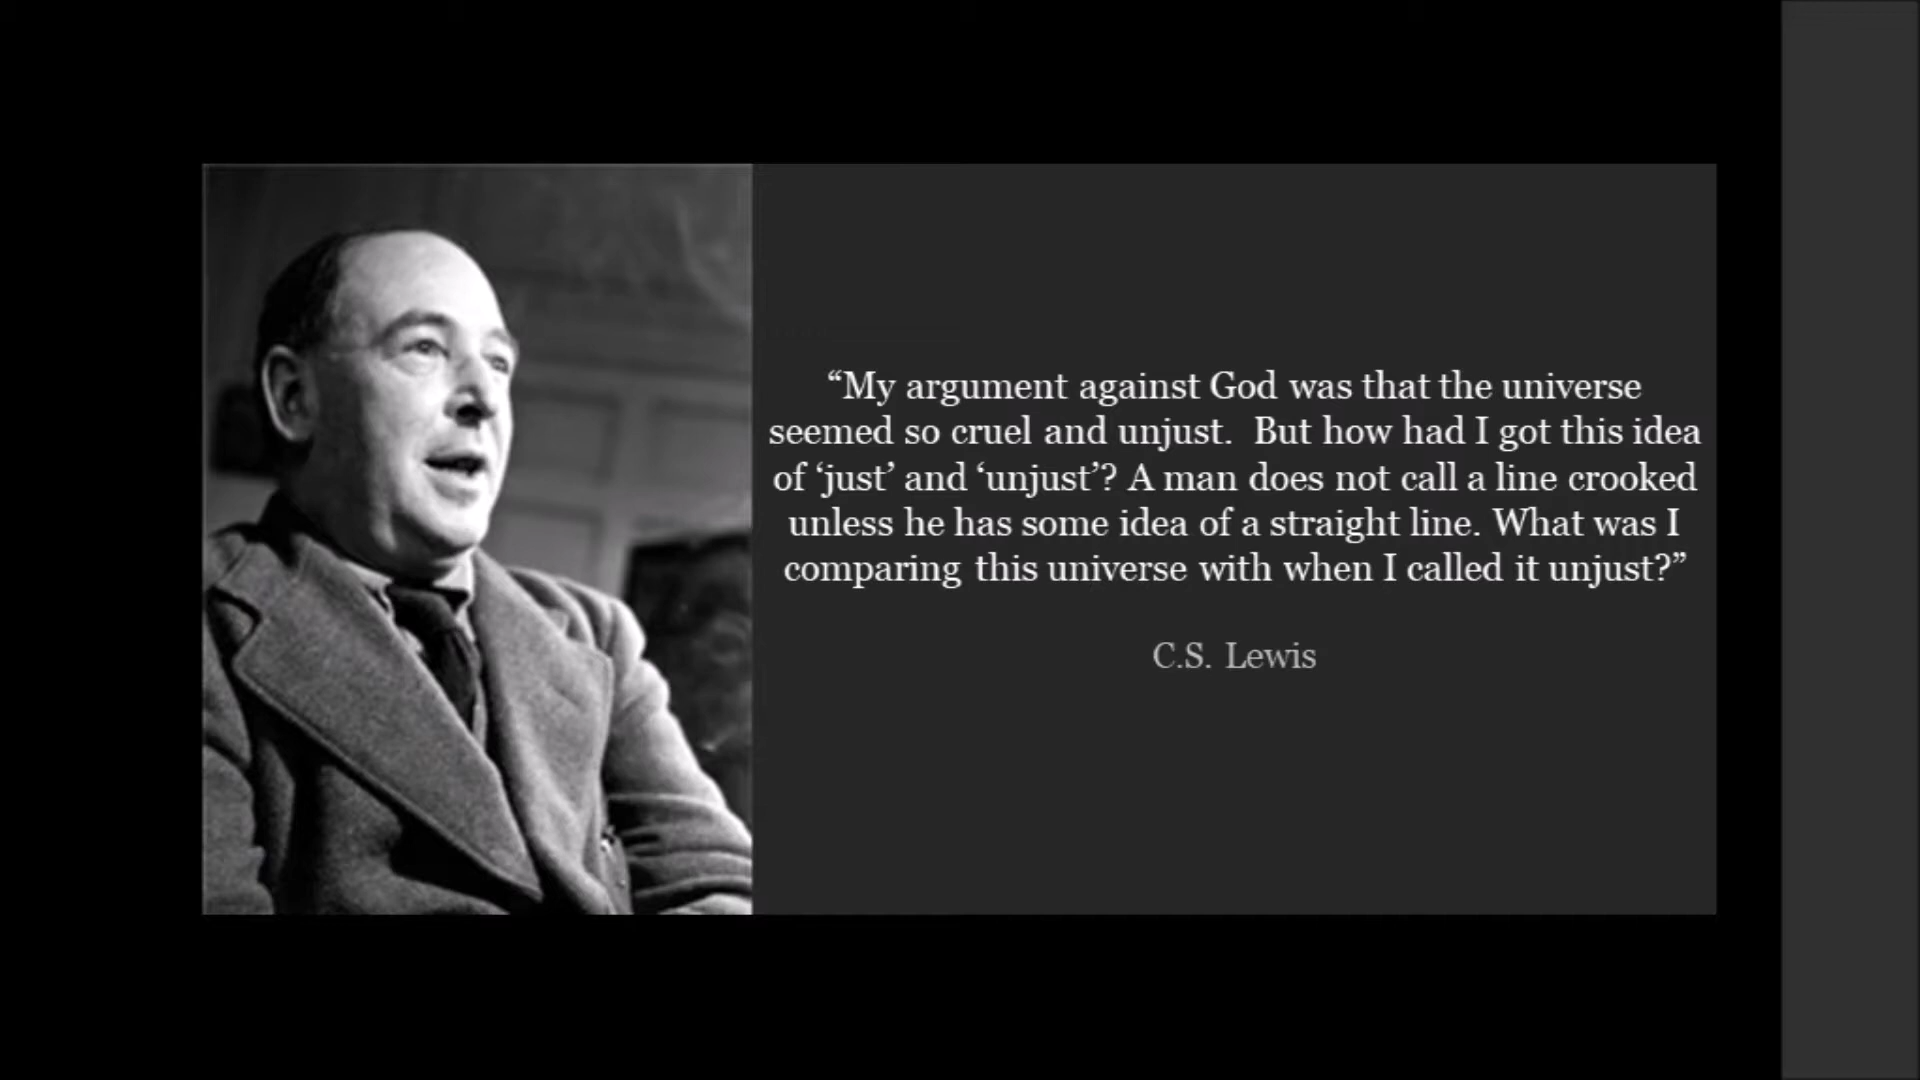 “My argument against God was that the universe
seemed so cruel and unjust.  But how had I got this idea
of ‘just’ and ‘unjust’? A man does not call a line crooked
unless he has some idea of a straight line. What was I
comparing this universe with when I called it unjust?”
C.S. Lewis